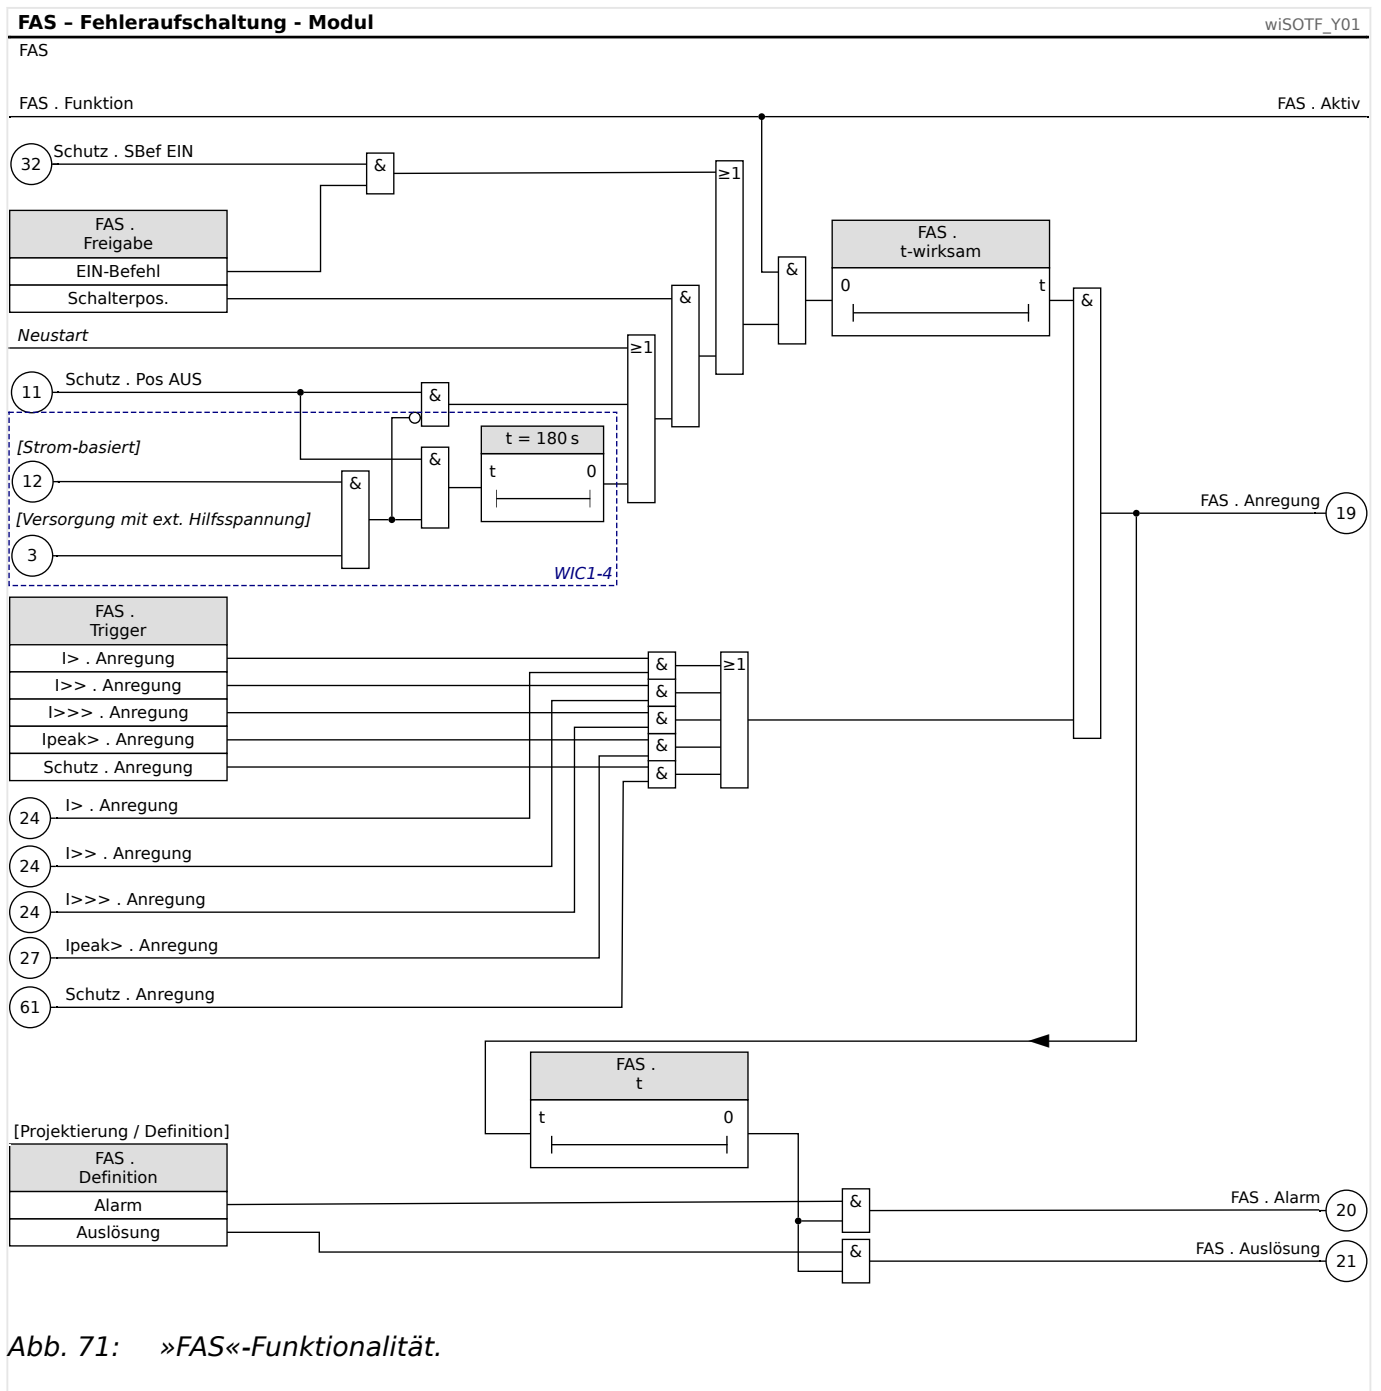 FAS – Fehleraufschaltung - Modul
wiSOTF_Y01
FAS
FAS . Funktion
FAS . Aktiv
32
Schutz . SBef EIN
&
≥1
FAS .
Freigabe
EIN-Befehl
Schalterpos.
FAS .
t-wirksam
0
t
&
&
&
Neustart
≥1
11
Schutz . Pos AUS
&
[Strom-basiert]
12
&
&
t = 180 s
t
0
[Versorgung mit ext. Hilfsspannung]
3
WIC1-4
FAS . Anregung
19
FAS .
Trigger
I> . Anregung
I>> . Anregung
I>>> . Anregung
Ipeak> . Anregung
Schutz . Anregung
&
&
&
&
&
≥1
24
I> . Anregung
24
I>> . Anregung
24
I>>> . Anregung
27
Ipeak> . Anregung
61
Schutz . Anregung
FAS .
t
t
0
[Projektierung / Definition]
FAS .
Definition
Alarm
Auslösung
&
&
FAS . Alarm
20
FAS . Auslösung
21
Abb. 71: »FAS«-Funktionalität.